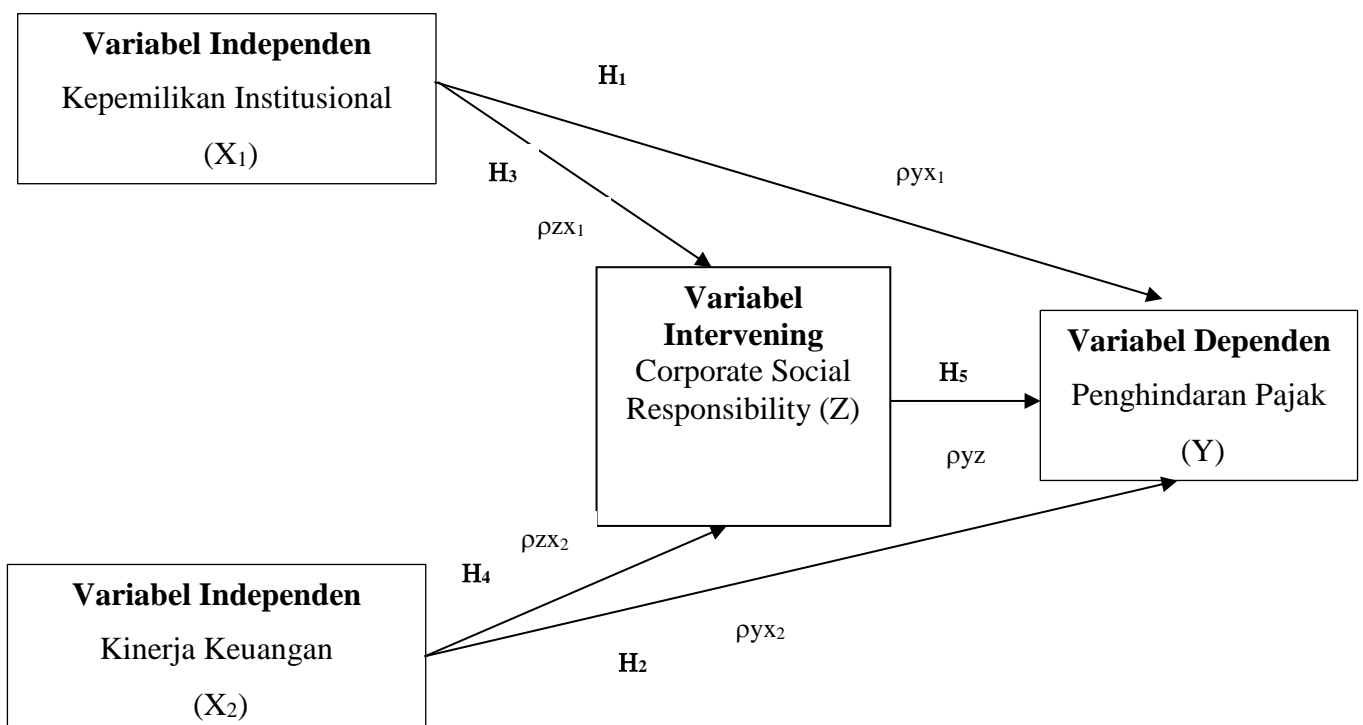 Variabel Independen
Kepemilikan Institusional
(X₁)
H₁
H₃
ρyx₁
ρzx₁
Variabel
Intervening
Corporate Social
Responsibility (Z)
H₅
ρyz
Variabel Dependen
Penghindaran Pajak
(Y)
ρzx₂
H₄
Variabel Independen
Kinerja Keuangan
(X₂)
ρyx₂
H₂